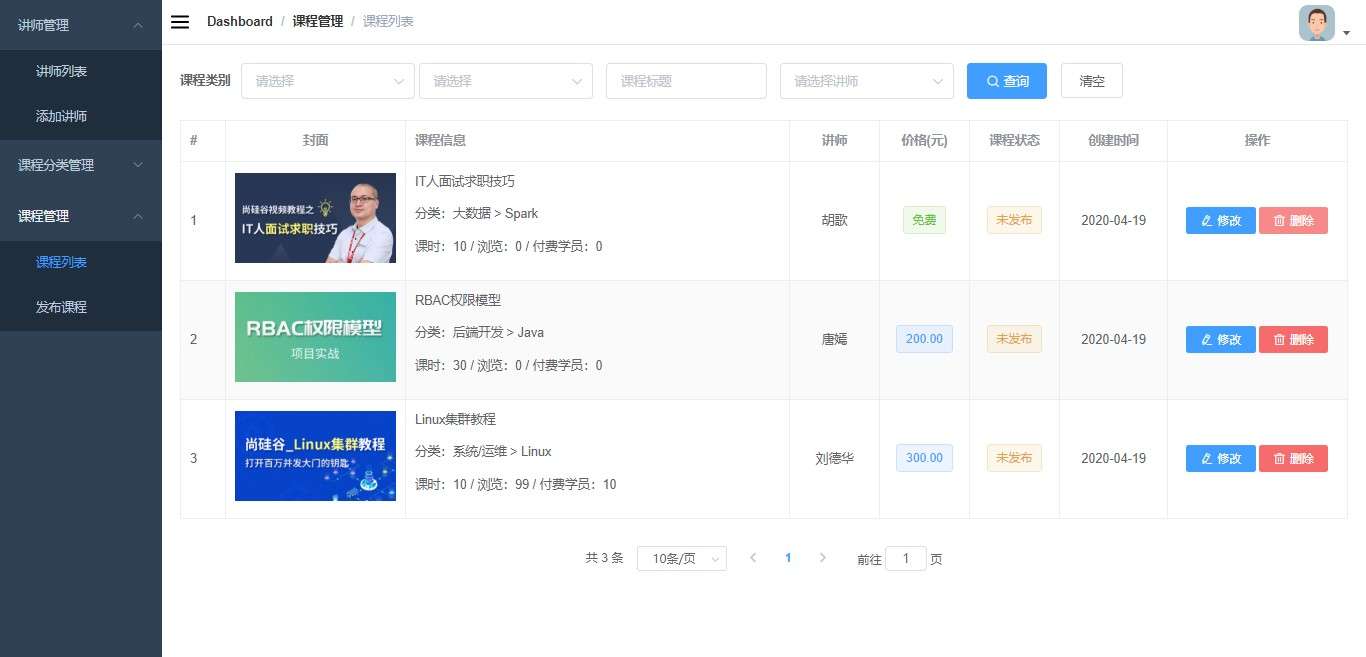 讲师管理
讲师列表
添加讲师
课程分类管理
课程管理
课程列表
发布课程
Dashboard / 课程管理 / 课程列表
课程类别 请选择 请选择 课程标题 请选择讲师 查询 清空
# 封面 课程信息 讲师 价格(元) 课程状态 创建时间 操作
尚硅谷视频教程之
IT人面试求职技巧
IT人面试求职技巧
分类：大数据 > Spark
课时：10 / 浏览：0 / 付费学员：0
1 胡歌 免费 未发布 2020-04-19 修改 删除
RBAC权限模型
项目实战
RBAC权限模型
分类：后端开发 > Java
课时：30 / 浏览：0 / 付费学员：0
2 唐嫣 200.00 未发布 2020-04-19 修改 删除
尚硅谷_Linux集群教程
打开百万并发大门的钥匙
Linux集群教程
分类：系统/运维 > Linux
课时：10 / 浏览：99 / 付费学员：10
3 刘德华 300.00 未发布 2020-04-19 修改 删除
共 3 条 10条/页 1 前往 1 页